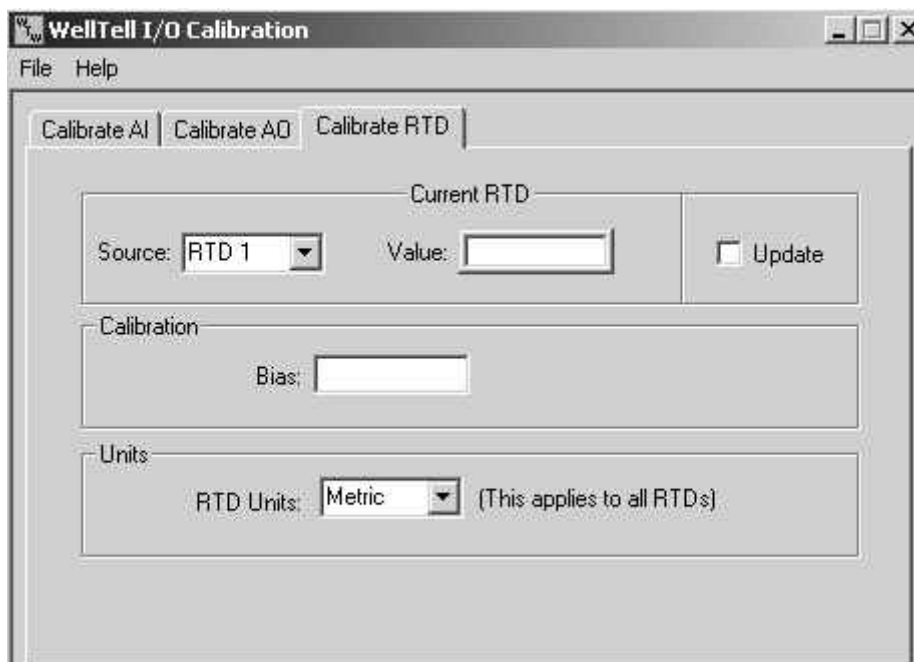 WellTell I/O Calibration
File Help
Calibrate AI Calibrate AO Calibrate RTD
Current RTD
Source: RTD 1 Value: Update
Calibration
Bias:
Units
RTD Units: Metric (This applies to all RTDs)